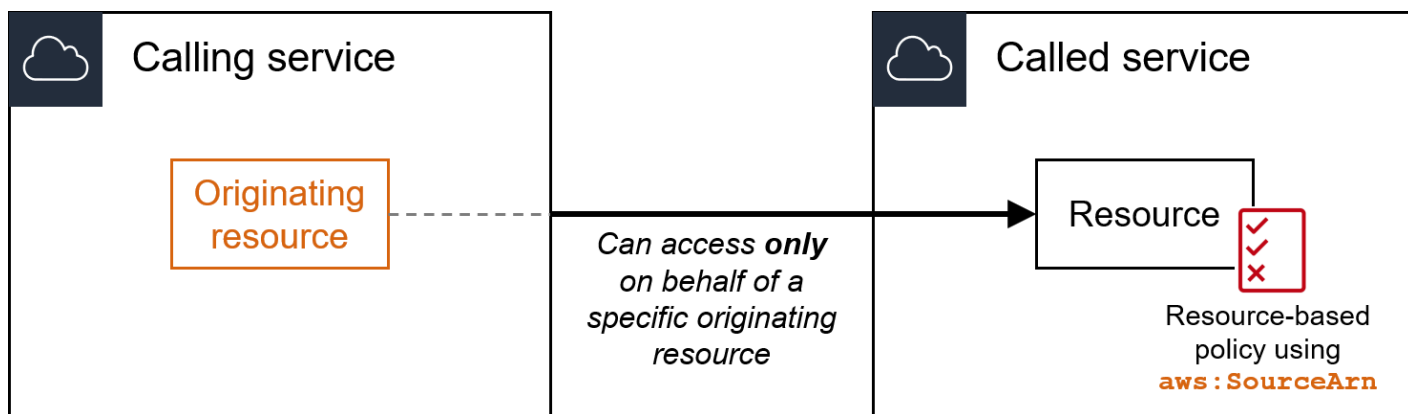 Calling service
Originating
resource
Can access only
on behalf of a
specific originating
resource
Called service
Resource
Resource-based
policy using
aws:SourceArn